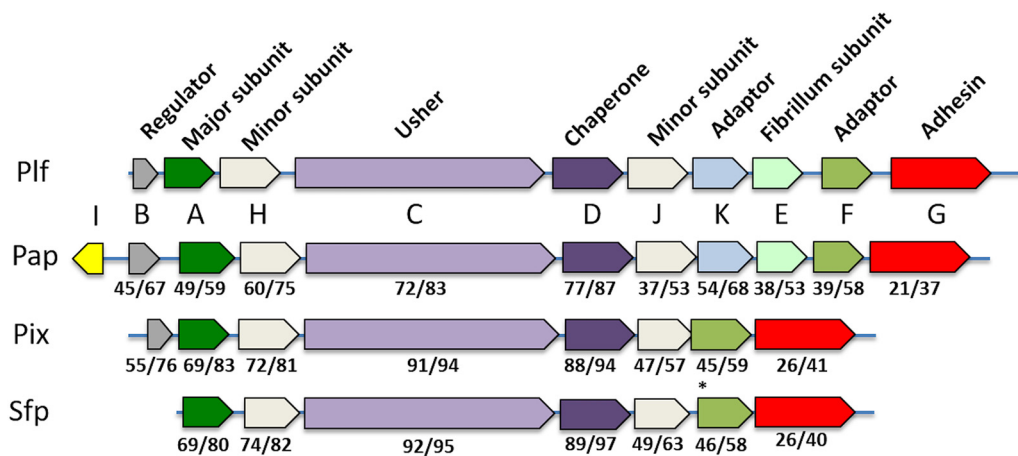 Regulator Major subunit Minor subunit Usher Chaperone Minor subunit Adaptor Fibrillum subunit Adaptor Adhesin
Plf
I B A H C D J K E F G
Pap
45/67 49/59 60/75 72/83 77/87 37/53 54/68 38/53 39/58 21/37
Pix
55/76 69/83 72/81 91/94 88/94 47/57 45/59 26/41
*
Sfp
69/80 74/82 92/95 89/97 49/63 46/58 26/40